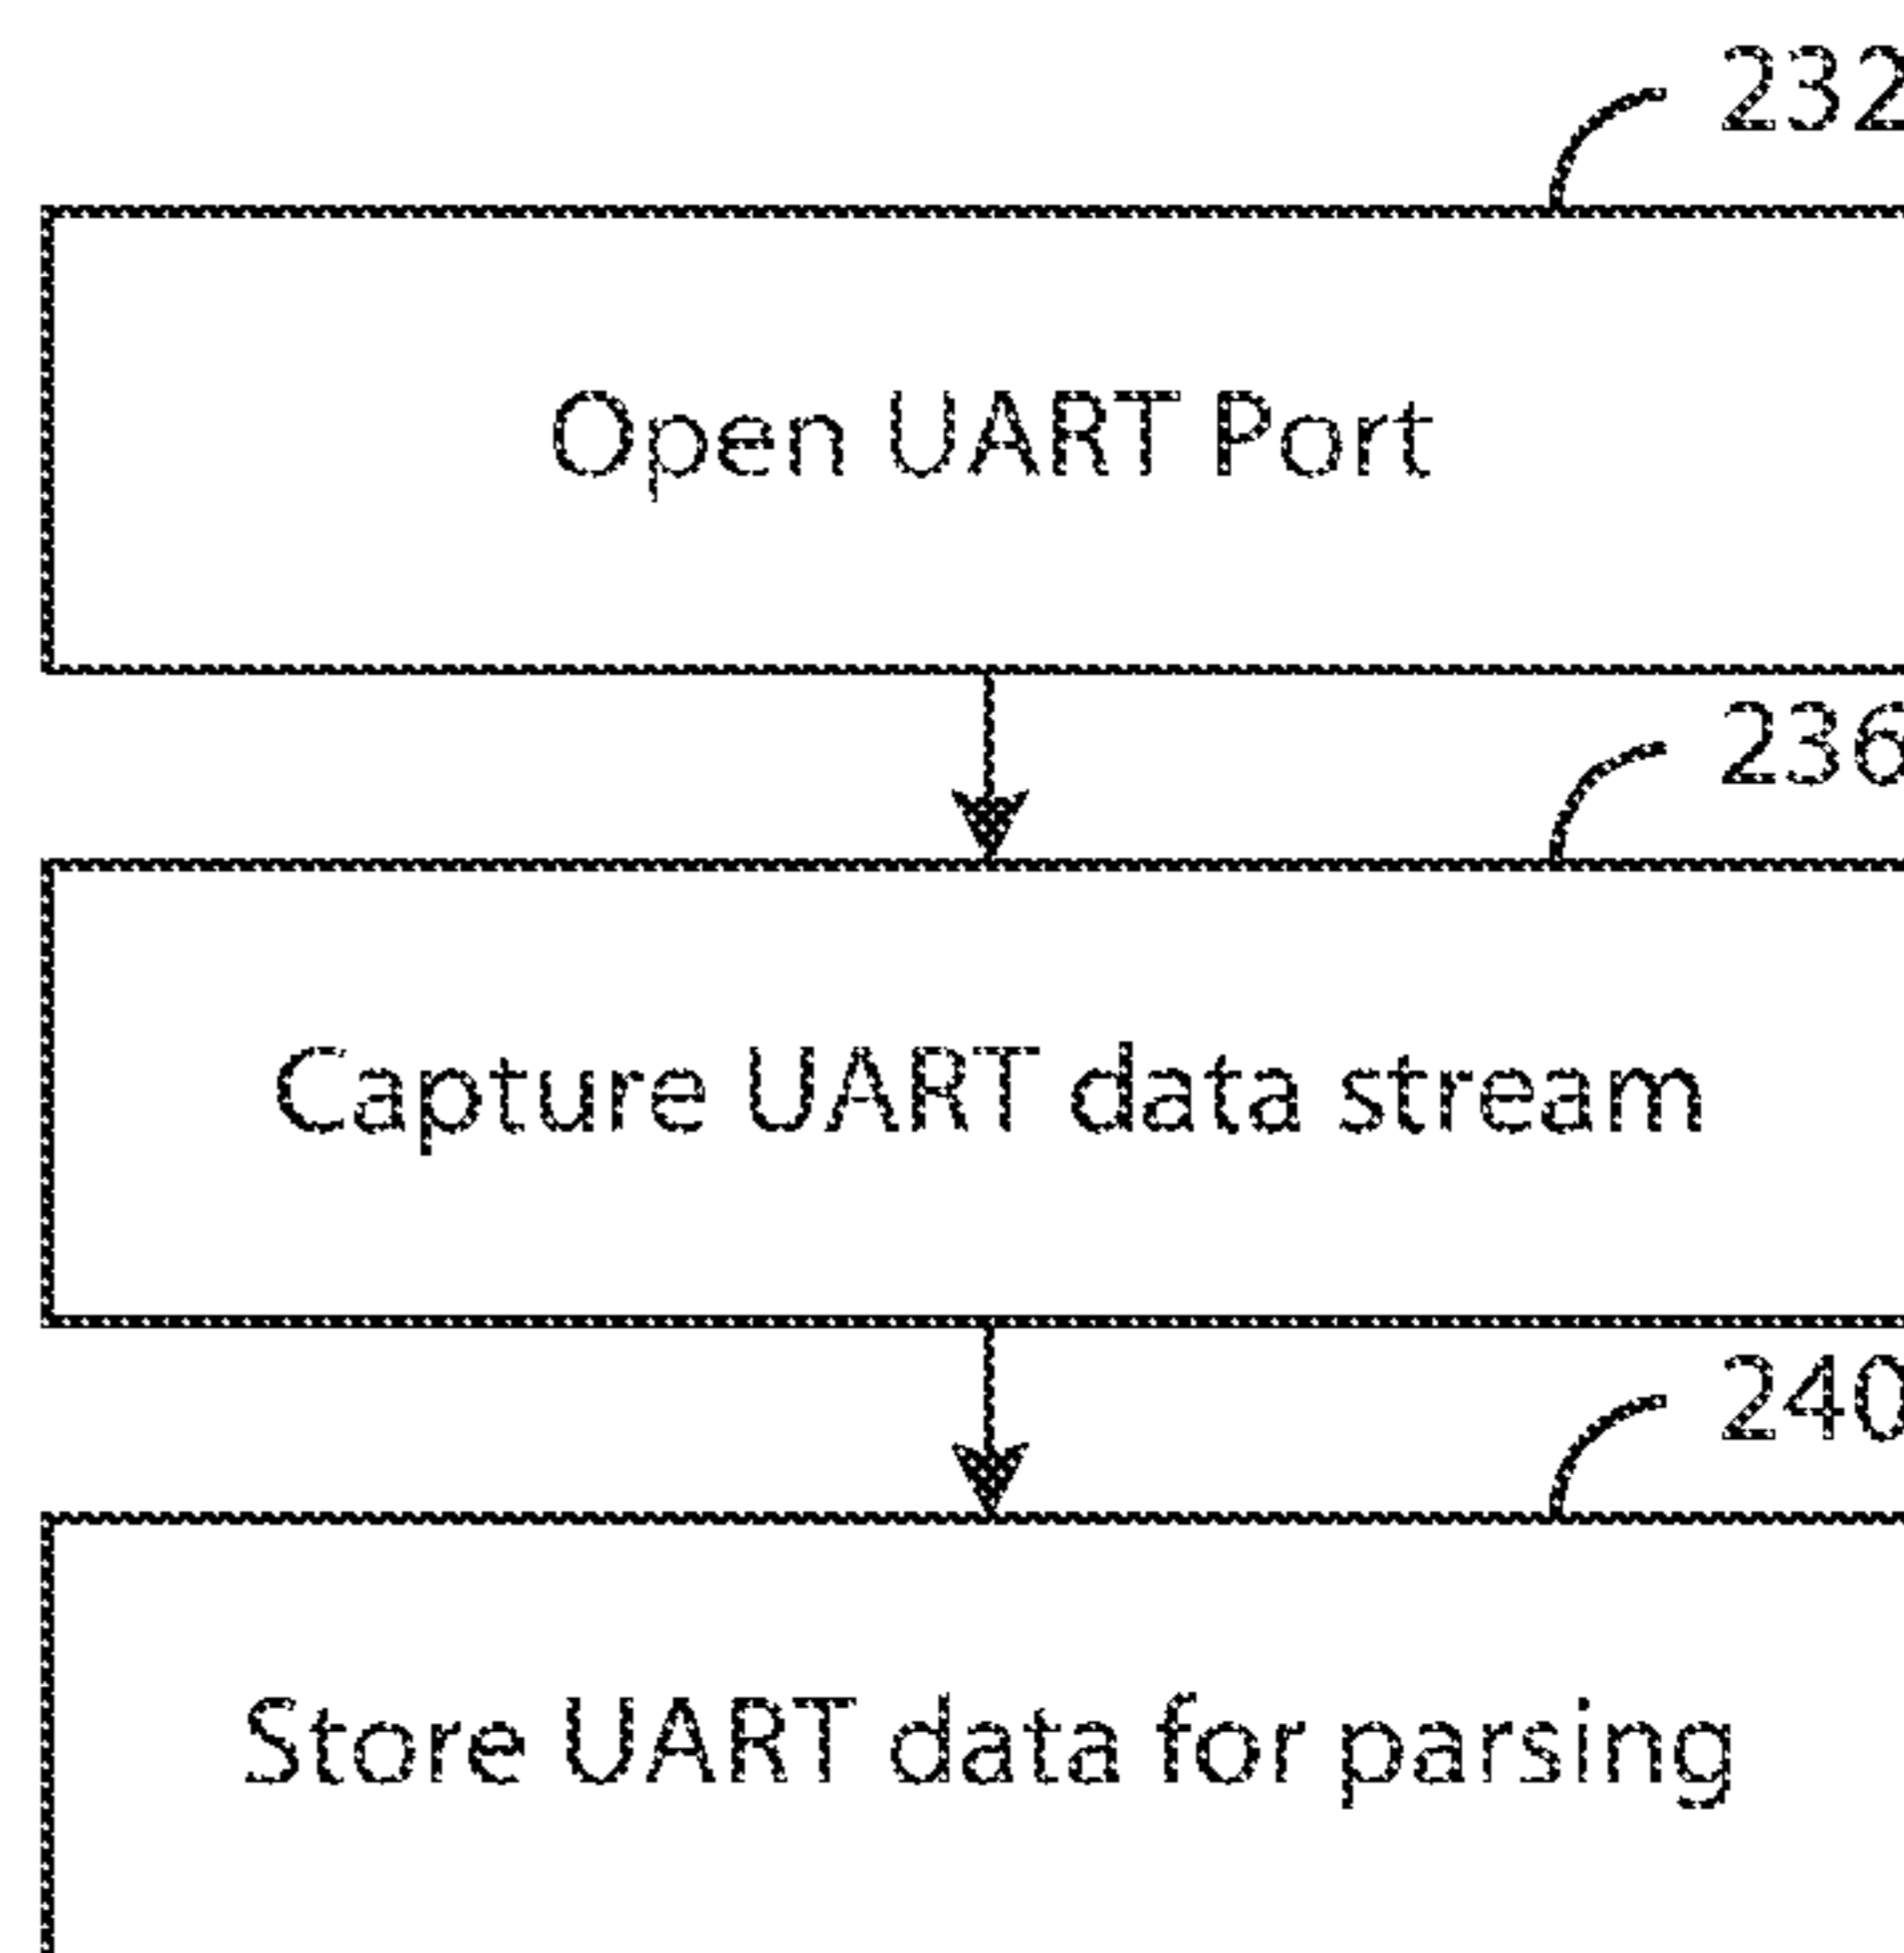 232
Open UART Port
236
Capture UART data stream
240
Store UART data for parsing